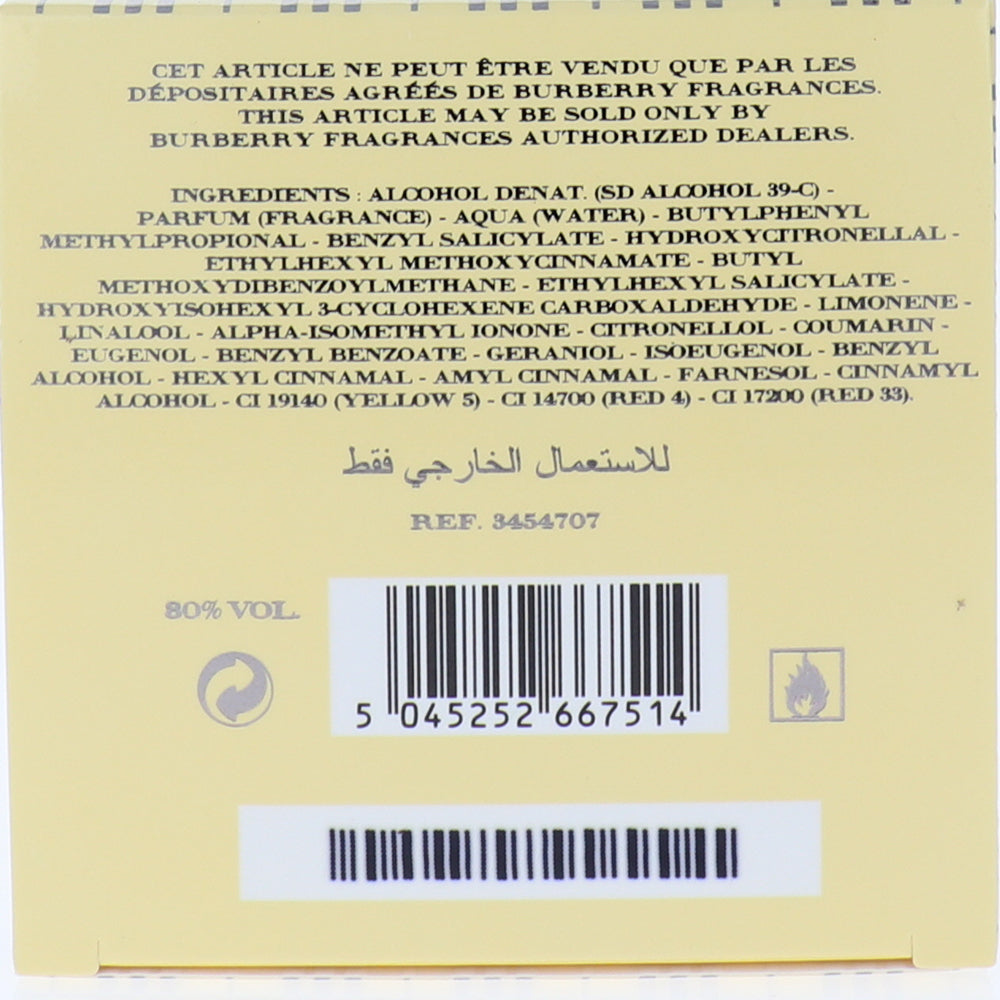 CET ARTICLE NE PEUT ÊTRE VENDU QUE PAR LES
DÉPOSITAIRES AGRÉÉS DE BURBERRY FRAGRANCES.
THIS ARTICLE MAY BE SOLD ONLY BY
BURBERRY FRAGRANCES AUTHORIZED DEALERS.
INGREDIENTS : ALCOHOL DENAT. (SD ALCOHOL 39-C) -
PARFUM (FRAGRANCE) - AQUA (WATER) - BUTYLPHENYL
METHYLPROPIONAL - BENZYL SALICYLATE - HYDROXYCITRONELLAL -
ETHYLHEXYL METHOXYCINNAMATE - BUTYL
METHOXYDIBENZOYLMETHANE - ETHYLHEXYL SALICYLATE -
HYDROXYISOHEXYL 3-CYCLOHEXENE CARBOXALDEHYDE - LIMONENE -
LINALOOL - ALPHA-ISOMETHYL IONONE - CITRONELLOL - COUMARIN -
EUGENOL - BENZYL BENZOATE - GERANIOL - ISOEUGENOL - BENZYL
ALCOHOL - HEXYL CINNAMAL - AMYL CINNAMAL - FARNESOL - CINNAMYL
ALCOHOL - CI 19140 (YELLOW 5) - CI 14700 (RED 4) - CI 17200 (RED 33).
للاستعمال الخارجي فقط
REF. 3454707
80% VOL.
5 045252 667514